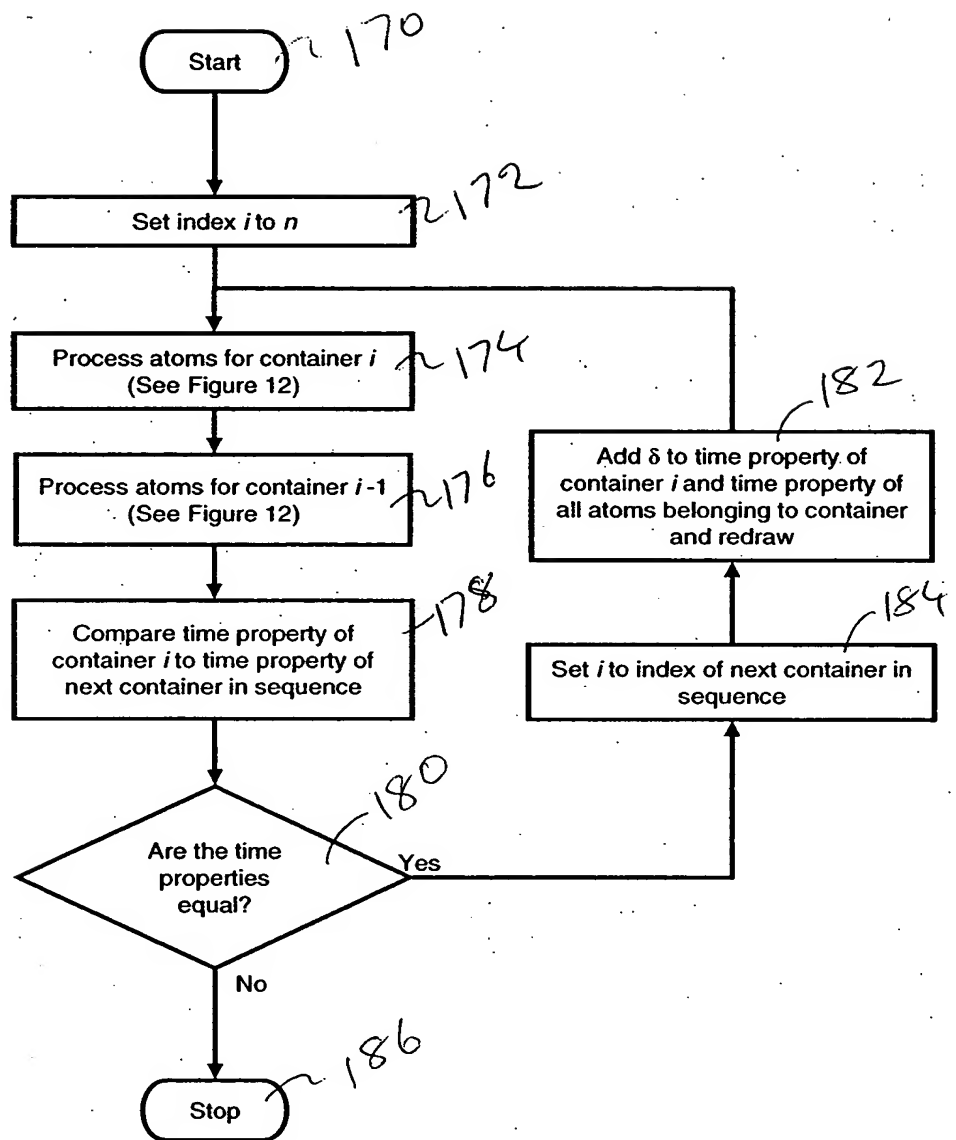 Start
170
Set index i to n
172
Process atoms for container i
(See Figure 12)
174
Process atoms for container i-1
(See Figure 12)
176
Compare time property of
container i to time property of
next container in sequence
178
Are the time
properties
equal?
180
Yes
No
Stop
186
182
Add δ to time property of
container i and time property of
all atoms belonging to container
and redraw
184
Set i to index of next container in
sequence